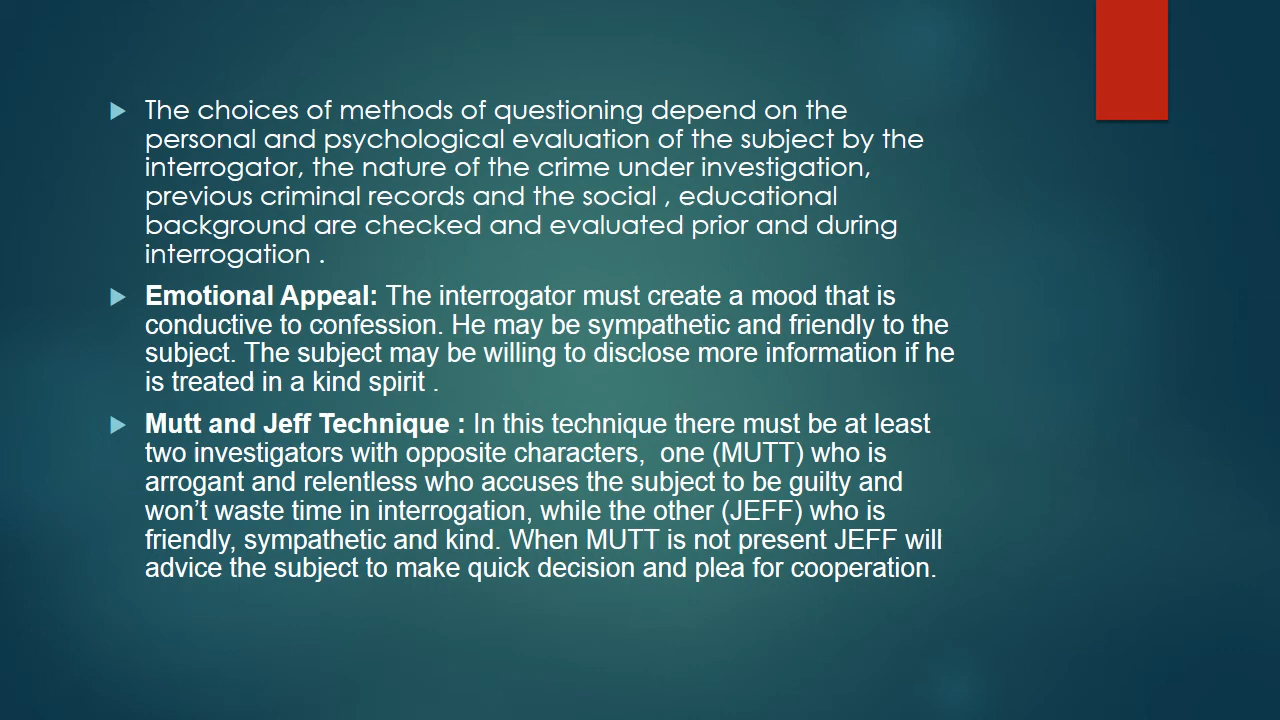 The choices of methods of questioning depend on the
personal and psychological evaluation of the subject by the
interrogator, the nature of the crime under investigation,
previous criminal records and the social , educational
background are checked and evaluated prior and during
interrogation .
Emotional Appeal: The interrogator must create a mood that is
conductive to confession. He may be sympathetic and friendly to the
subject. The subject may be willing to disclose more information if he
is treated in a kind spirit .
Mutt and Jeff Technique : In this technique there must be at least
two investigators with opposite characters,  one (MUTT) who is
arrogant and relentless who accuses the subject to be guilty and
won’t waste time in interrogation, while the other (JEFF) who is
friendly, sympathetic and kind. When MUTT is not present JEFF will
advice the subject to make quick decision and plea for cooperation.